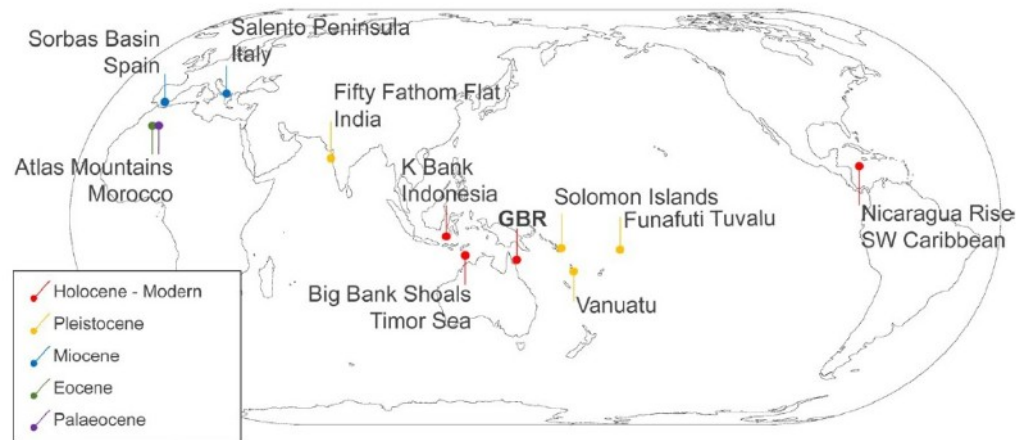 Sorbas Basin
Spain
Salento Peninsula
Italy
Fifty Fathom Flat
India
Atlas Mountains
Morocco
K Bank
Indonesia
GBR
Solomon Islands
Funafuti Tuvalu
Nicaragua Rise
SW Caribbean
Big Bank Shoals
Timor Sea
Vanuatu
Holocene - Modern
Pleistocene
Miocene
Eocene
Palaeocene